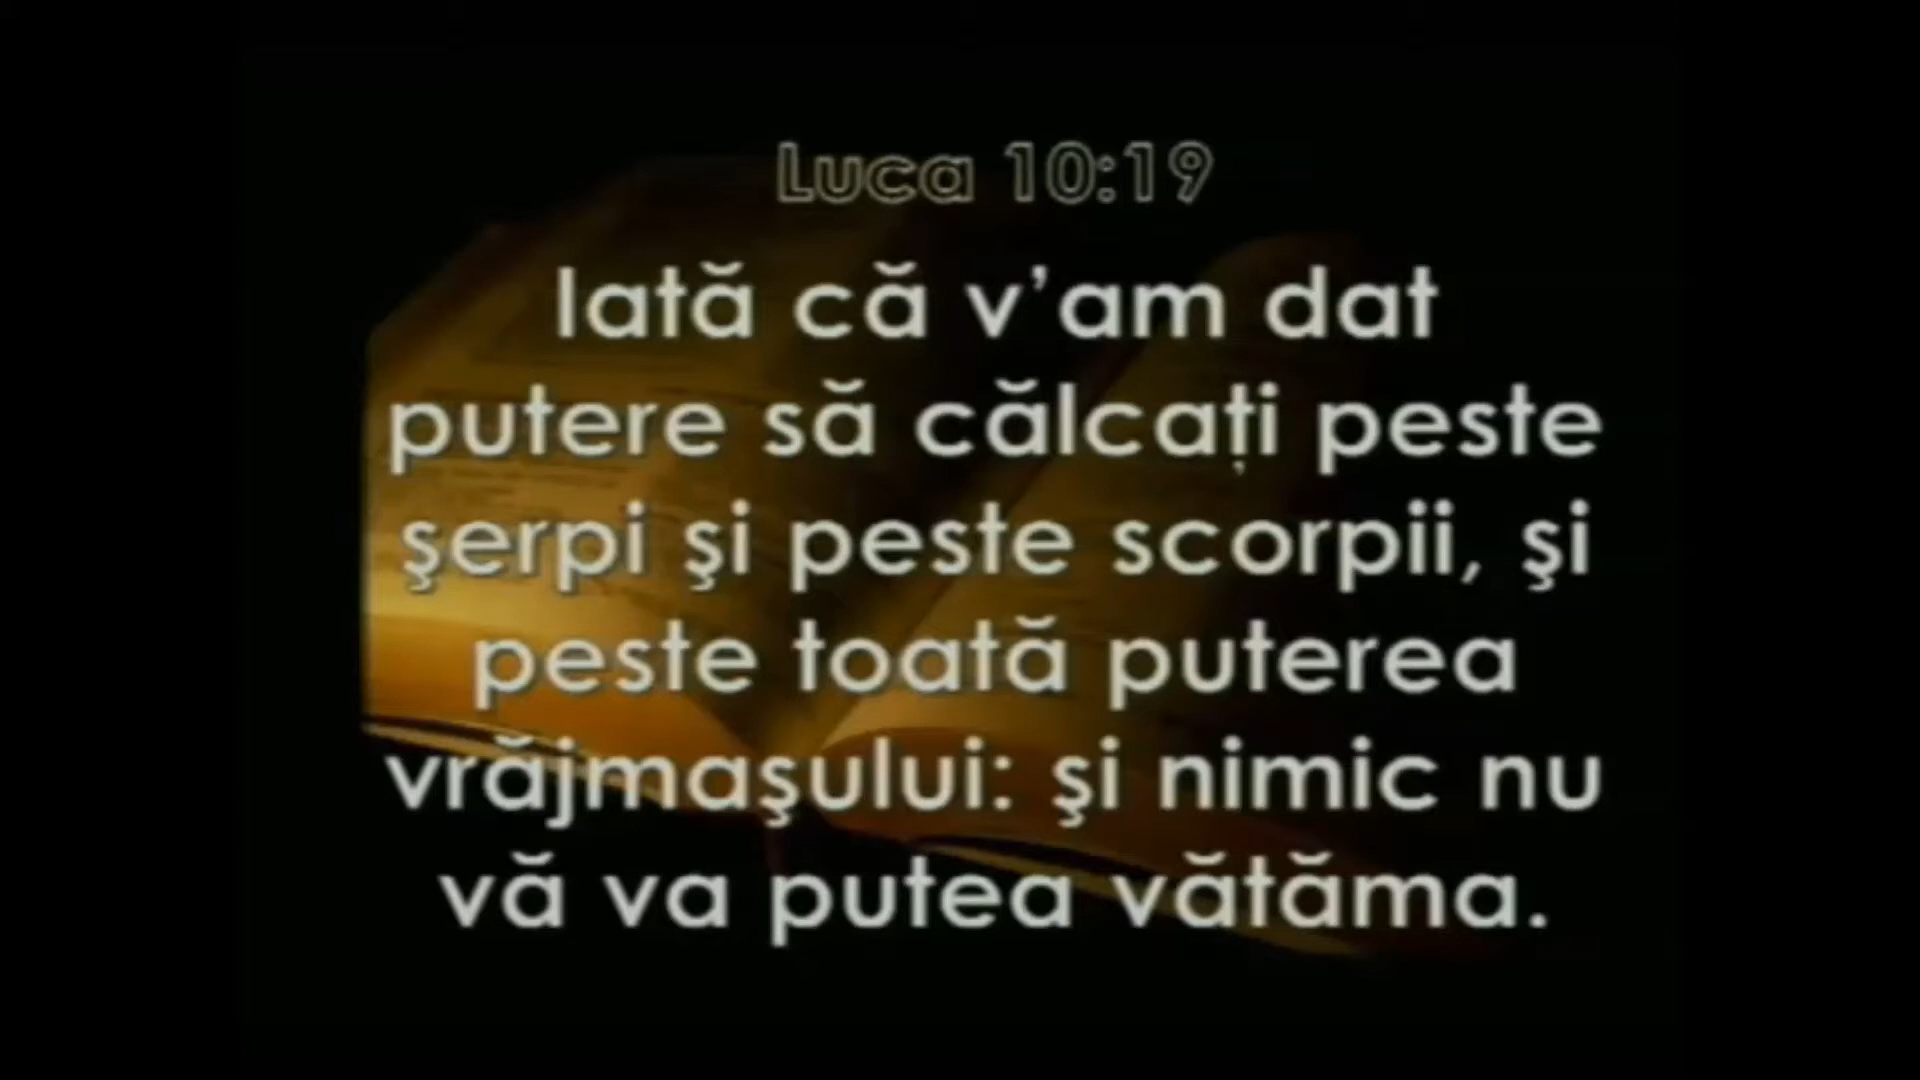 Luca 10:19
Iată că v’am dat
putere să călcaţi peste
şerpi şi peste scorpii, şi
peste toată puterea
vrăjmaşului: şi nimic nu
vă va putea vătăma.